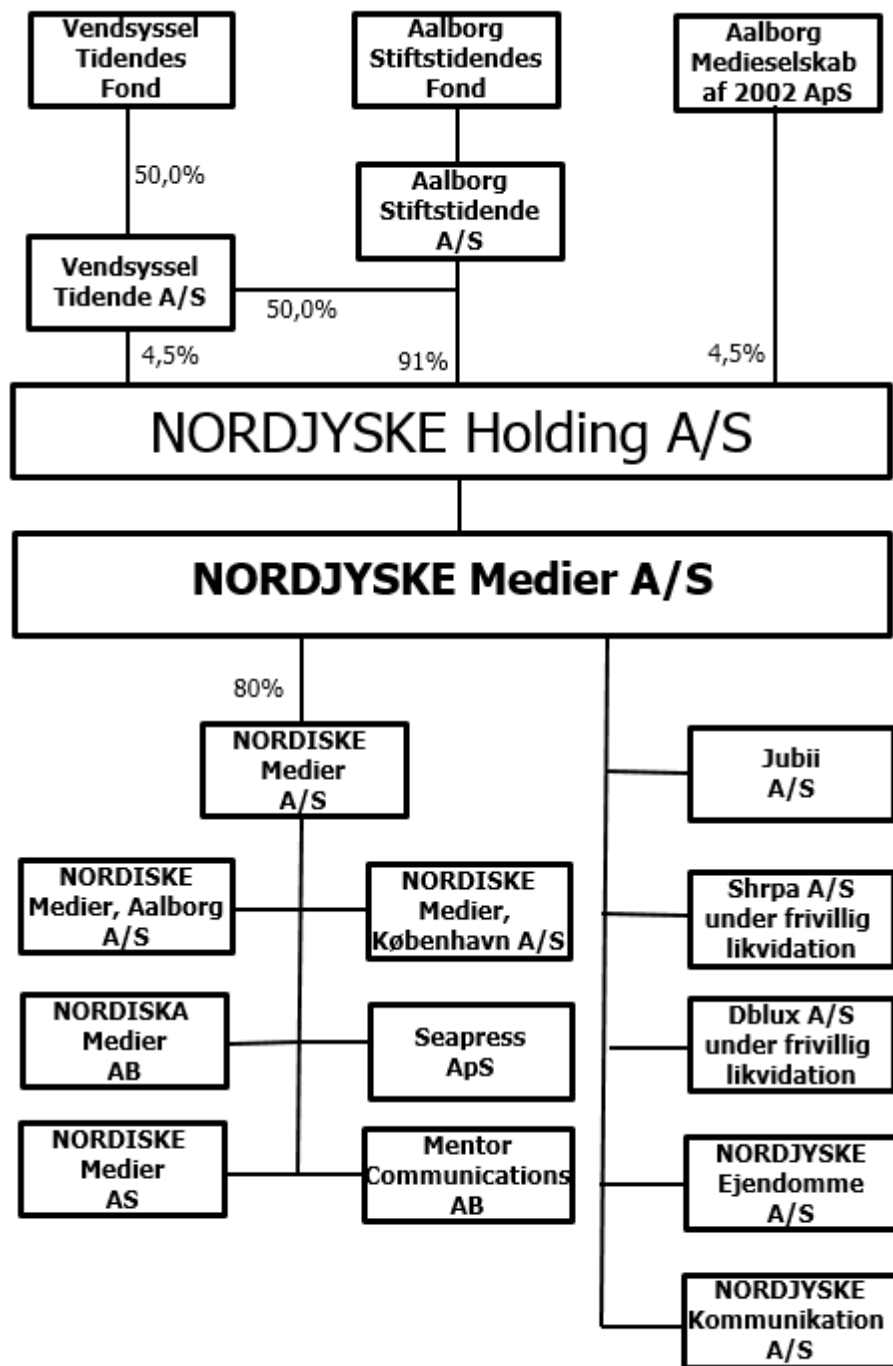 Vendsyssel
Tidendes
Fond
Aalborg
Stiftstidendes
Fond
Aalborg
Medieselskab
af 2002 ApS
50,0%
Aalborg
Stiftstidende
A/S
Vendsyssel
Tidende A/S
50,0%
4,5%
91%
4,5%
NORDJYSKE Holding A/S
NORDJYSKE Medier A/S
80%
NORDISKE
Medier
A/S
Jubii
A/S
NORDISKE
Medier, Aalborg
A/S
NORDISKE
Medier,
København A/S
Shrpa A/S
under frivillig
likvidation
NORDISKA
Medier
AB
Seapress
ApS
Dblux A/S
under frivillig
likvidation
NORDISKE
Medier
AS
Mentor
Communications
AB
NORDJYSKE
Ejendomme
A/S
NORDJYSKE
Kommunikation
A/S